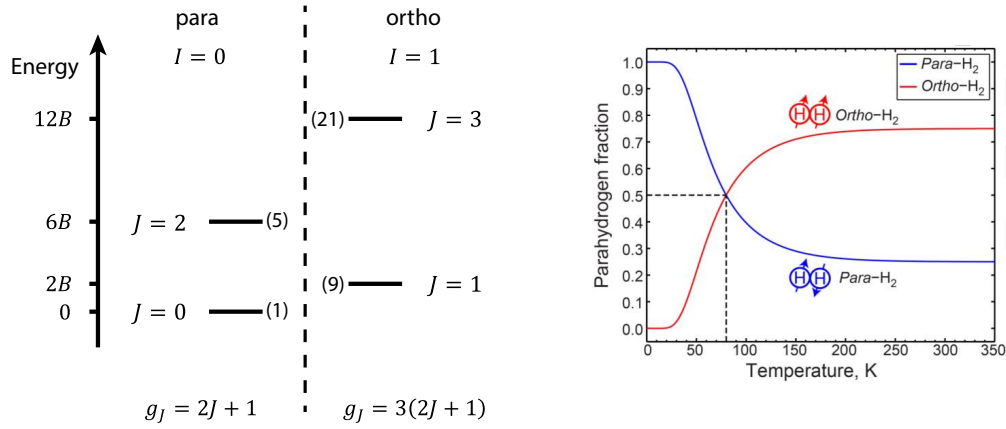 para
ortho
I = 0
I = 1
Energy
12B
(21)
J = 3
6B
J = 2
(5)
2B
(9)
J = 1
0
J = 0
(1)
g_J = 2J + 1
g_J = 3(2J + 1)
Para-H₂
Ortho-H₂
Parahydrogen fraction
1.0
0.9
0.8
0.7
0.6
0.5
0.4
0.3
0.2
0.1
0.0
H H Ortho-H₂
H H Para-H₂
0 50 100 150 200 250 300 350
Temperature, K